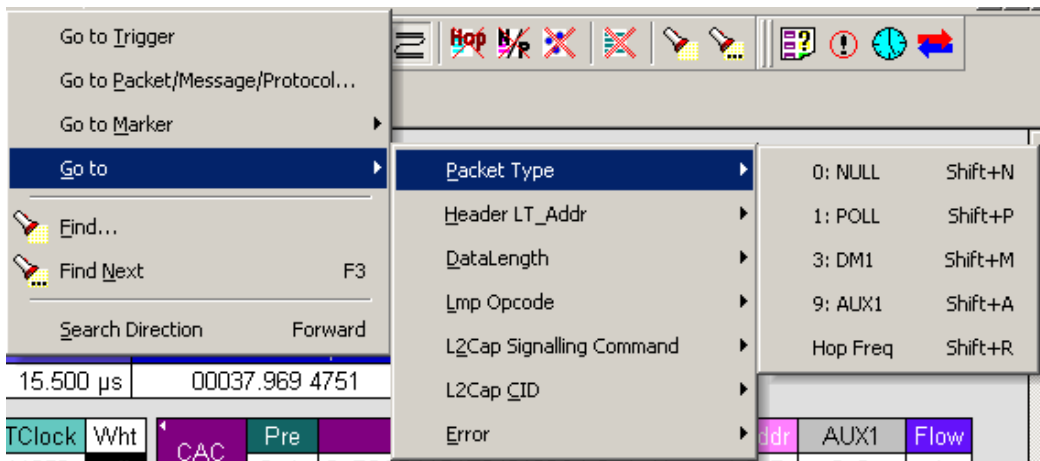 Go to Trigger
Go to Packet/Message/Protocol...
Go to Marker
Go to
Find...
Find Next F3
Search Direction Forward
Hop N/P
Packet Type
Header LT_Addr
DataLength
Lmp Opcode
L2Cap Signalling Command
L2Cap CID
Error
0: NULL Shift+N
1: POLL Shift+P
3: DM1 Shift+M
9: AUX1 Shift+A
Hop Freq Shift+R
15.500 µs 00037.969 4751
TClock Wht CAC Pre ddr AUX1 Flow